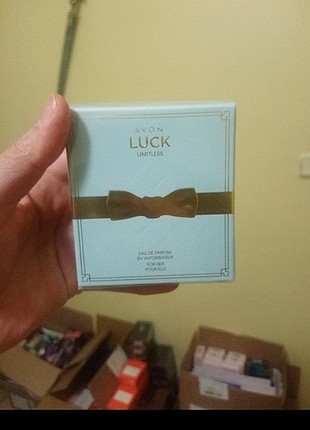 AVON
LUCK
LIMITLESS
EAU DE PARFUM
EN VAPORISATEUR
FOR HER
POUR ELLE